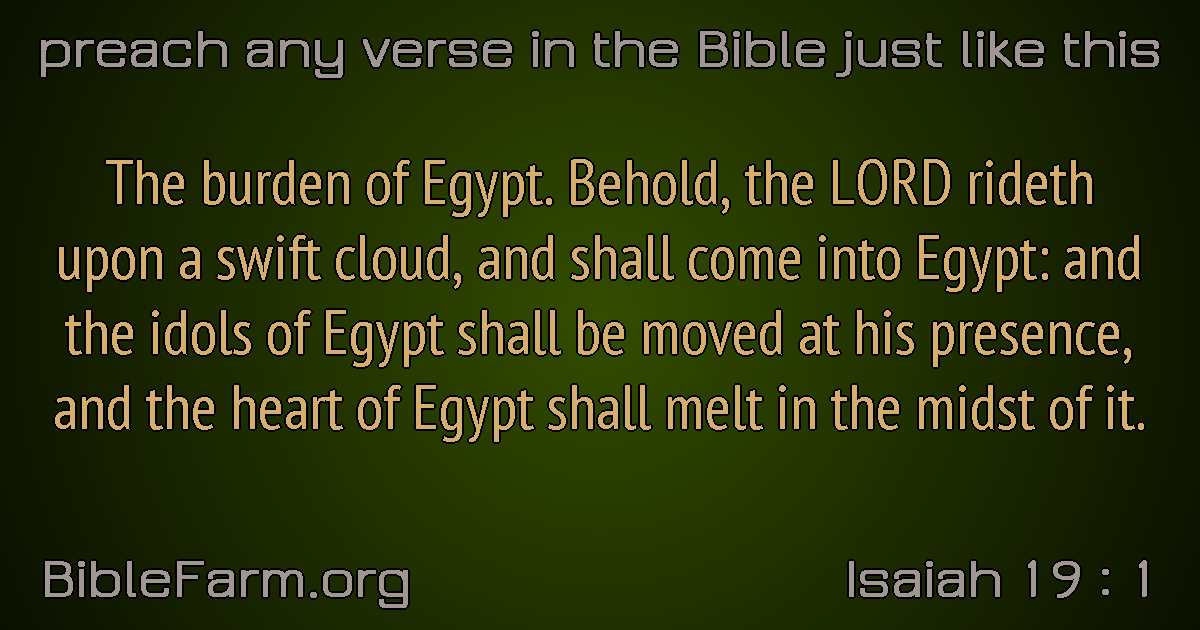 preach any verse in the Bible just like this
The burden of Egypt. Behold, the LORD rideth
upon a swift cloud, and shall come into Egypt: and
the idols of Egypt shall be moved at his presence,
and the heart of Egypt shall melt in the midst of it.
BibleFarm.org
Isaiah 19 : 1